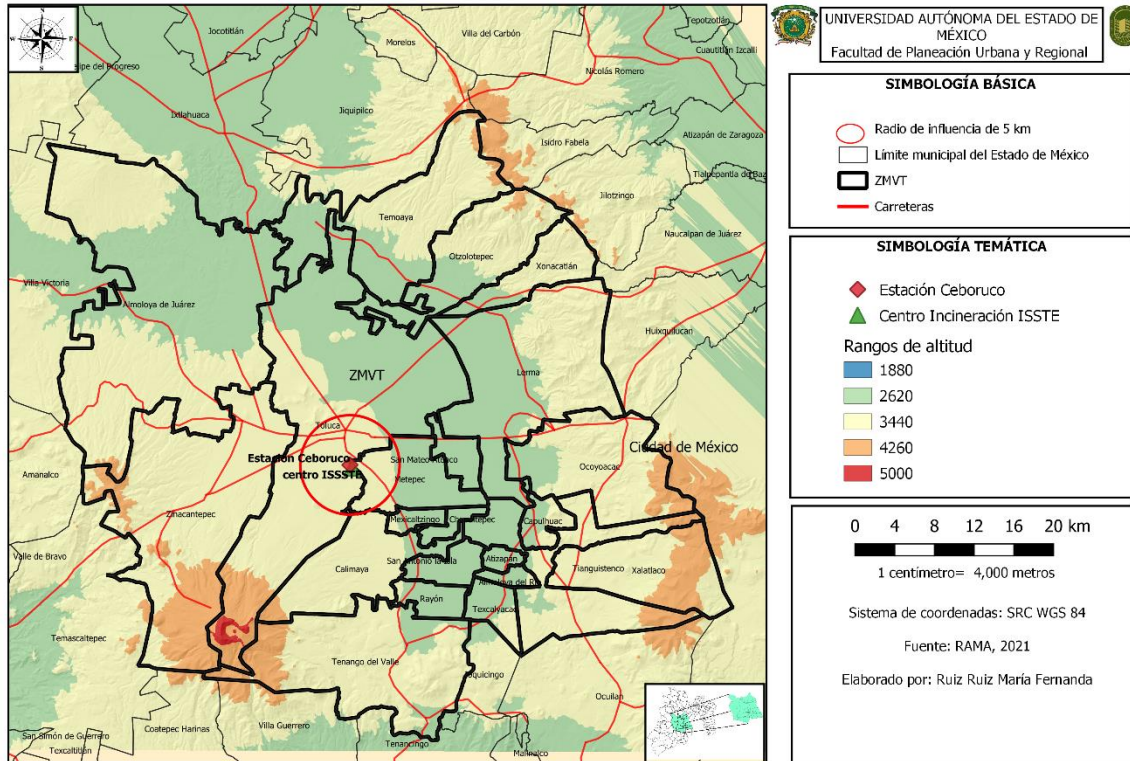 Jocotitlán
Tepotzotlán
Villa del Carbón
Morelos
Cuautitlán Izcalli
Nicolás Romero
Ixtlahuaca
Jiquipilco
Atizapán de Zaragoza
Isidro Fabela
Jilotzingo
Naucalpan de Juárez
Temoaya
Otzolotepec
Xonacatlán
Villa Victoria
Almoloya de Juárez
Huixquilucan
ZMVT
Lerma
Toluca
Ciudad de México
Estación Ceboruco
centro ISSSTE
Metepec
Ocoyoacac
Amanalco
Zinacantepec
Mexicaltzingo
Capulhuac
Valle de Bravo
Calimaya
Atizapán
Tianguistenco
Xalatlaco
Rayón
Texcalyacac
Temascaltepec
Tenango del Valle
Ocuilan
Coatepec Harinas
Villa Guerrero
San Simón de Guerrero
Texcaltitlán
Tenancingo
Malinalco
UNIVERSIDAD AUTÓNOMA DEL ESTADO DE
MÉXICO
Facultad de Planeación Urbana y Regional
SIMBOLOGÍA BÁSICA
Radio de influencia de 5 km
Límite municipal del Estado de México
ZMVT
Carreteras
SIMBOLOGÍA TEMÁTICA
Estación Ceboruco
Centro Incineración ISSTE
Rangos de altitud
1880
2620
3440
4260
5000
0 4 8 12 16 20 km
1 centímetro= 4,000 metros
Sistema de coordenadas: SRC WGS 84
Fuente: RAMA, 2021
Elaborado por: Ruiz Ruiz María Fernanda